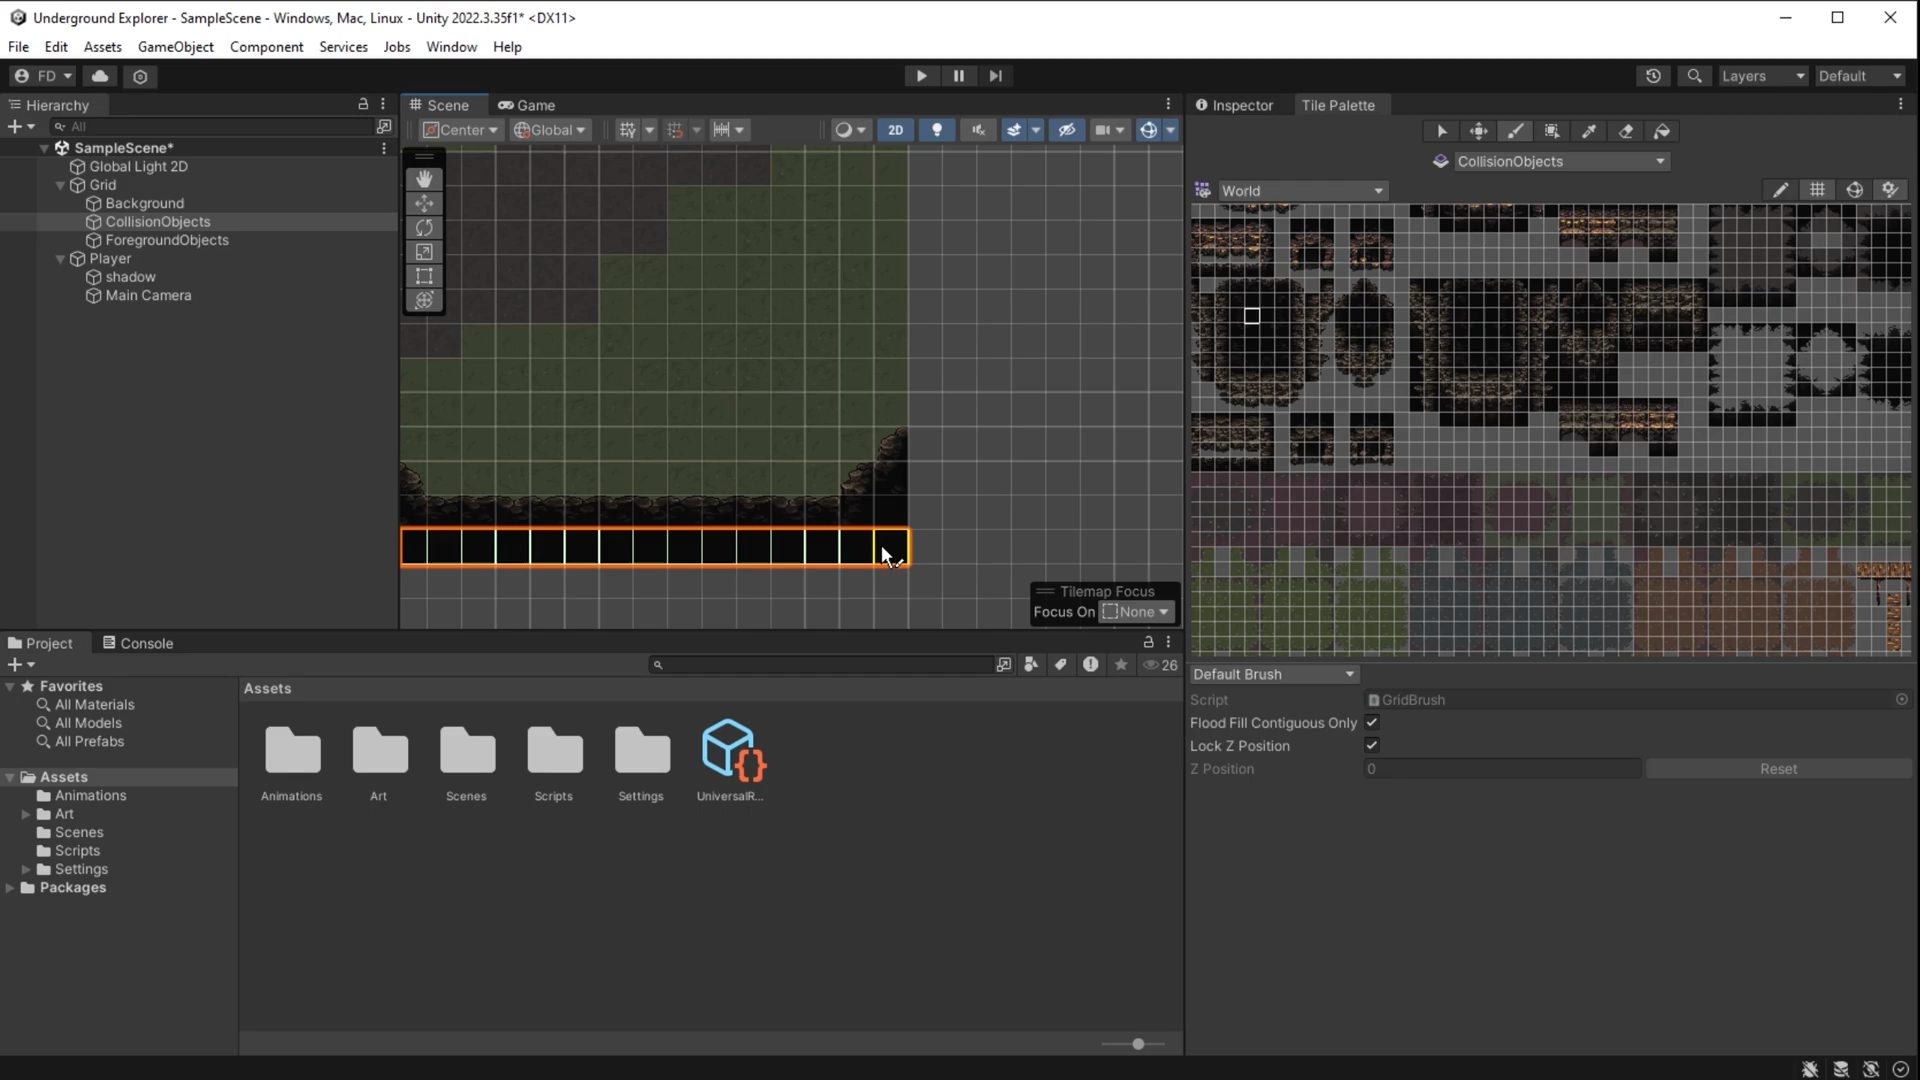 Underground Explorer - SampleScene - Windows, Mac, Linux - Unity 2022.3.35f1* <DX11>
File Edit Assets GameObject Component Services Jobs Window Help
FD
Layers Default
Hierarchy
All
SampleScene*
Global Light 2D
Grid
Background
CollisionObjects
ForegroundObjects
Player
shadow
Main Camera
Scene Game
Center Global 2D
Tilemap Focus
Focus On None
Inspector Tile Palette
CollisionObjects
World
Default Brush
Script GridBrush
Flood Fill Contiguous Only
Lock Z Position
Z Position 0 Reset
Project Console
26
Favorites
All Materials
All Models
All Prefabs
Assets
Animations
Art
Scenes
Scripts
Settings
Packages
Assets
Animations Art Scenes Scripts Settings UniversalR...